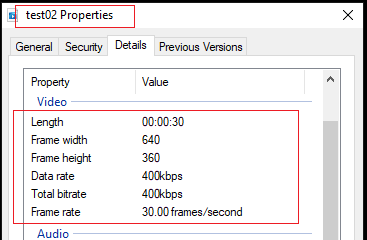 test02 Properties
General Security Details Previous Versions
Property Value
Video
Length 00:00:30
Frame width 640
Frame height 360
Data rate 400kbps
Total bitrate 400kbps
Frame rate 30.00 frames/second
Audio